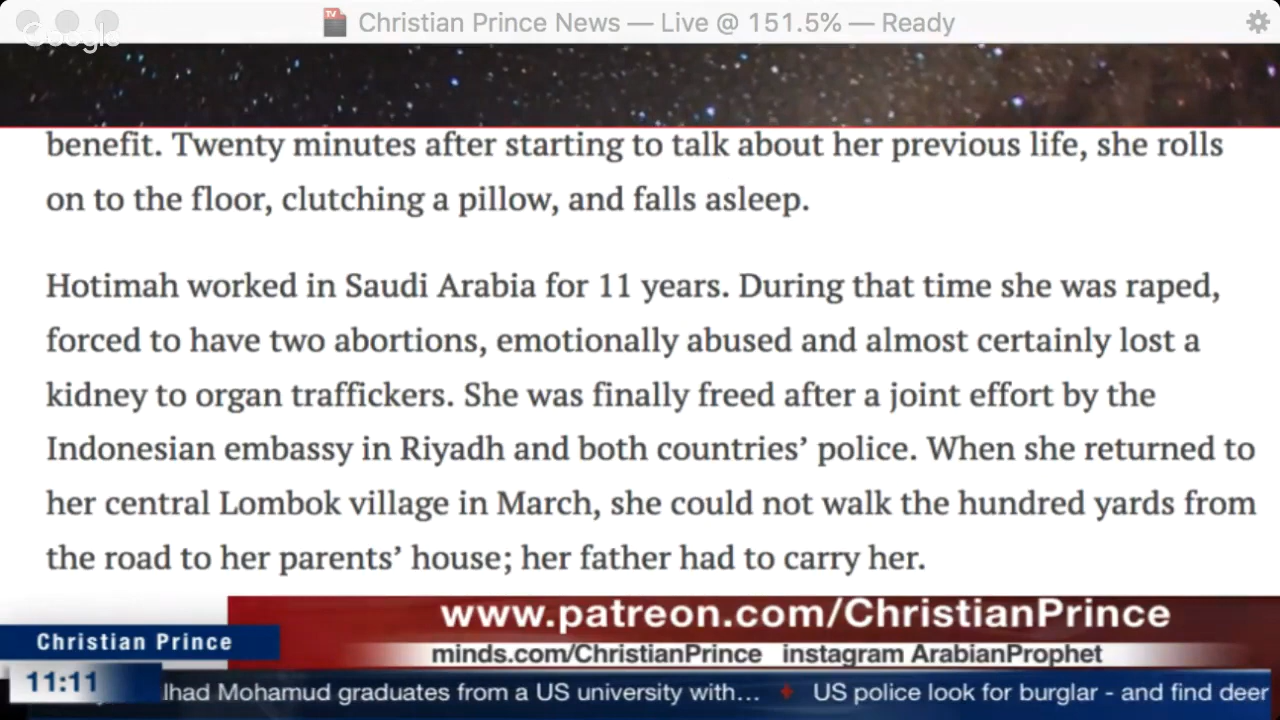 Christian Prince News — Live @ 151.5% — Ready
Google
benefit. Twenty minutes after starting to talk about her previous life, she rolls
on to the floor, clutching a pillow, and falls asleep.
Hotimah worked in Saudi Arabia for 11 years. During that time she was raped,
forced to have two abortions, emotionally abused and almost certainly lost a
kidney to organ traffickers. She was finally freed after a joint effort by the
Indonesian embassy in Riyadh and both countries’ police. When she returned to
her central Lombok village in March, she could not walk the hundred yards from
the road to her parents’ house; her father had to carry her.
www.patreon.com/ChristianPrince
Christian Prince
minds.com/ChristianPrince instagram ArabianProphet
11:11
lhad Mohamud graduates from a US university with… US police look for burglar - and find deer